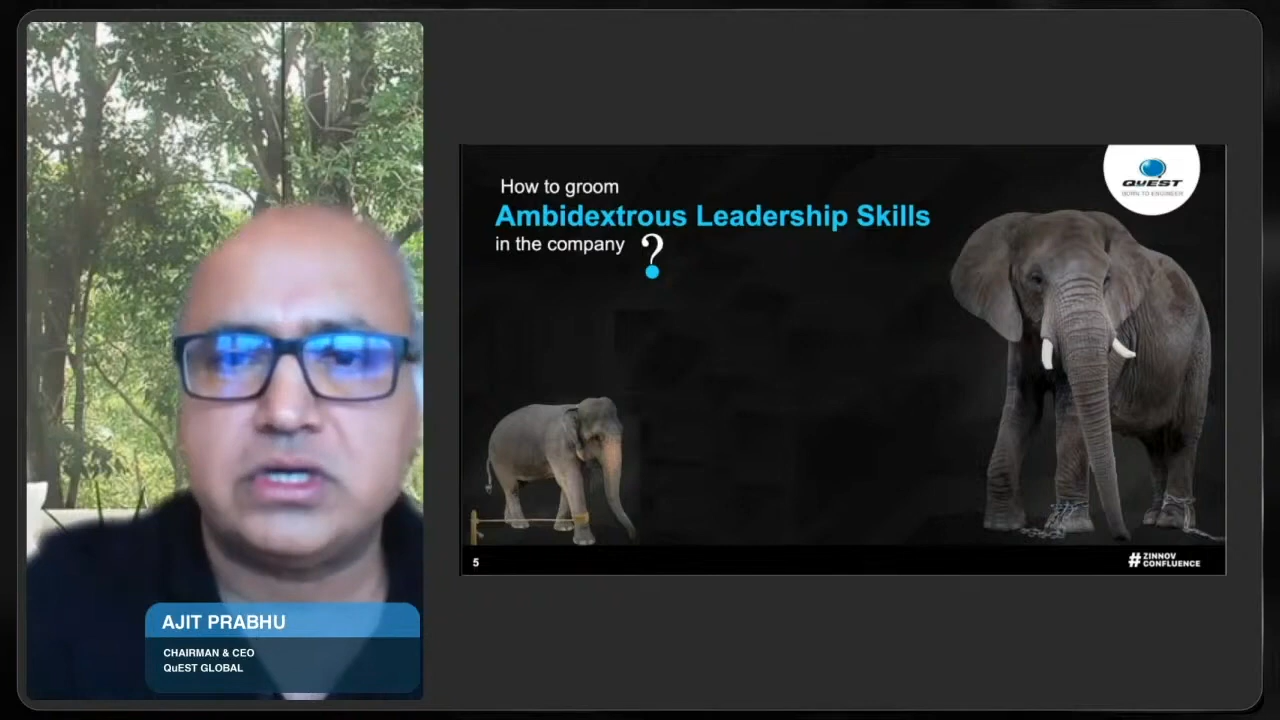 How to groom
Ambidextrous Leadership Skills
in the company ?
QuEST
BORN TO ENGINEER
5
#ZINNOV
CONFLUENCE
AJIT PRABHU
CHAIRMAN & CEO
QuEST GLOBAL